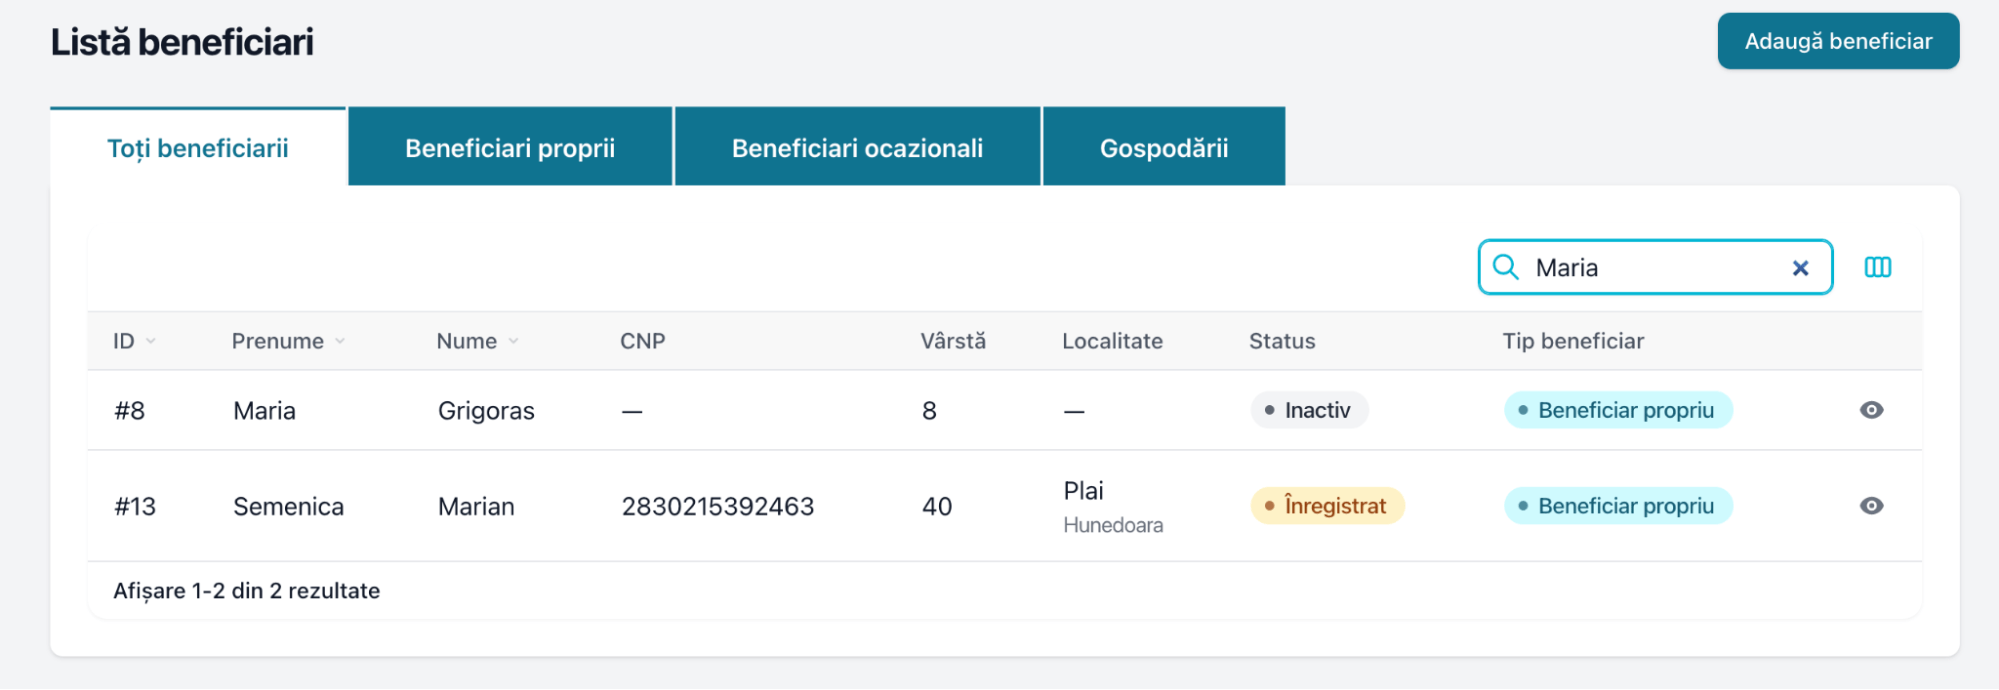 Listă beneficiari
Adaugă beneficiar
Toți beneficiarii
Beneficiari proprii
Beneficiari ocazionali
Gospodării
Maria
ID Prenume Nume CNP Vârstă Localitate Status Tip beneficiar
#8 Maria Grigoras — 8 — Inactiv Beneficiar propriu
#13 Semenica Marian 2830215392463 40 Plai Înregistrat Beneficiar propriu
Hunedoara
Afișare 1-2 din 2 rezultate